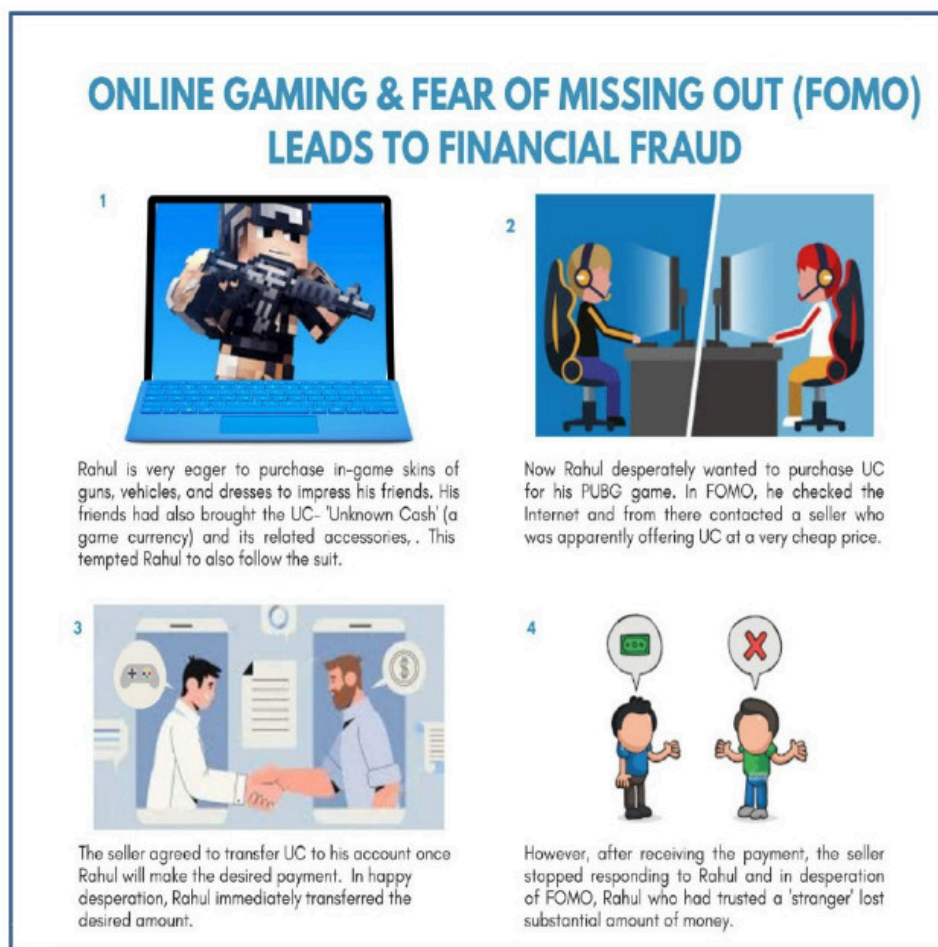 ONLINE GAMING & FEAR OF MISSING OUT (FOMO)
LEADS TO FINANCIAL FRAUD
1
Rahul is very eager to purchase in-game skins of
guns, vehicles, and dresses to impress his friends. His
friends had also brought the UC- 'Unknown Cash' (a
game currency) and its related accessories, . This
tempted Rahul to also follow the suit.
2
Now Rahul desperately wanted to purchase UC
for his PUBG game. In FOMO, he checked the
Internet and from there contacted a seller who
was apparently offering UC at a very cheap price.
3
The seller agreed to transfer UC to his account once
Rahul will make the desired payment. In happy
desperation, Rahul immediately transferred the
desired amount.
4
However, after receiving the payment, the seller
stopped responding to Rahul and in desperation
of FOMO, Rahul who had trusted a 'stranger' lost
substantial amount of money.